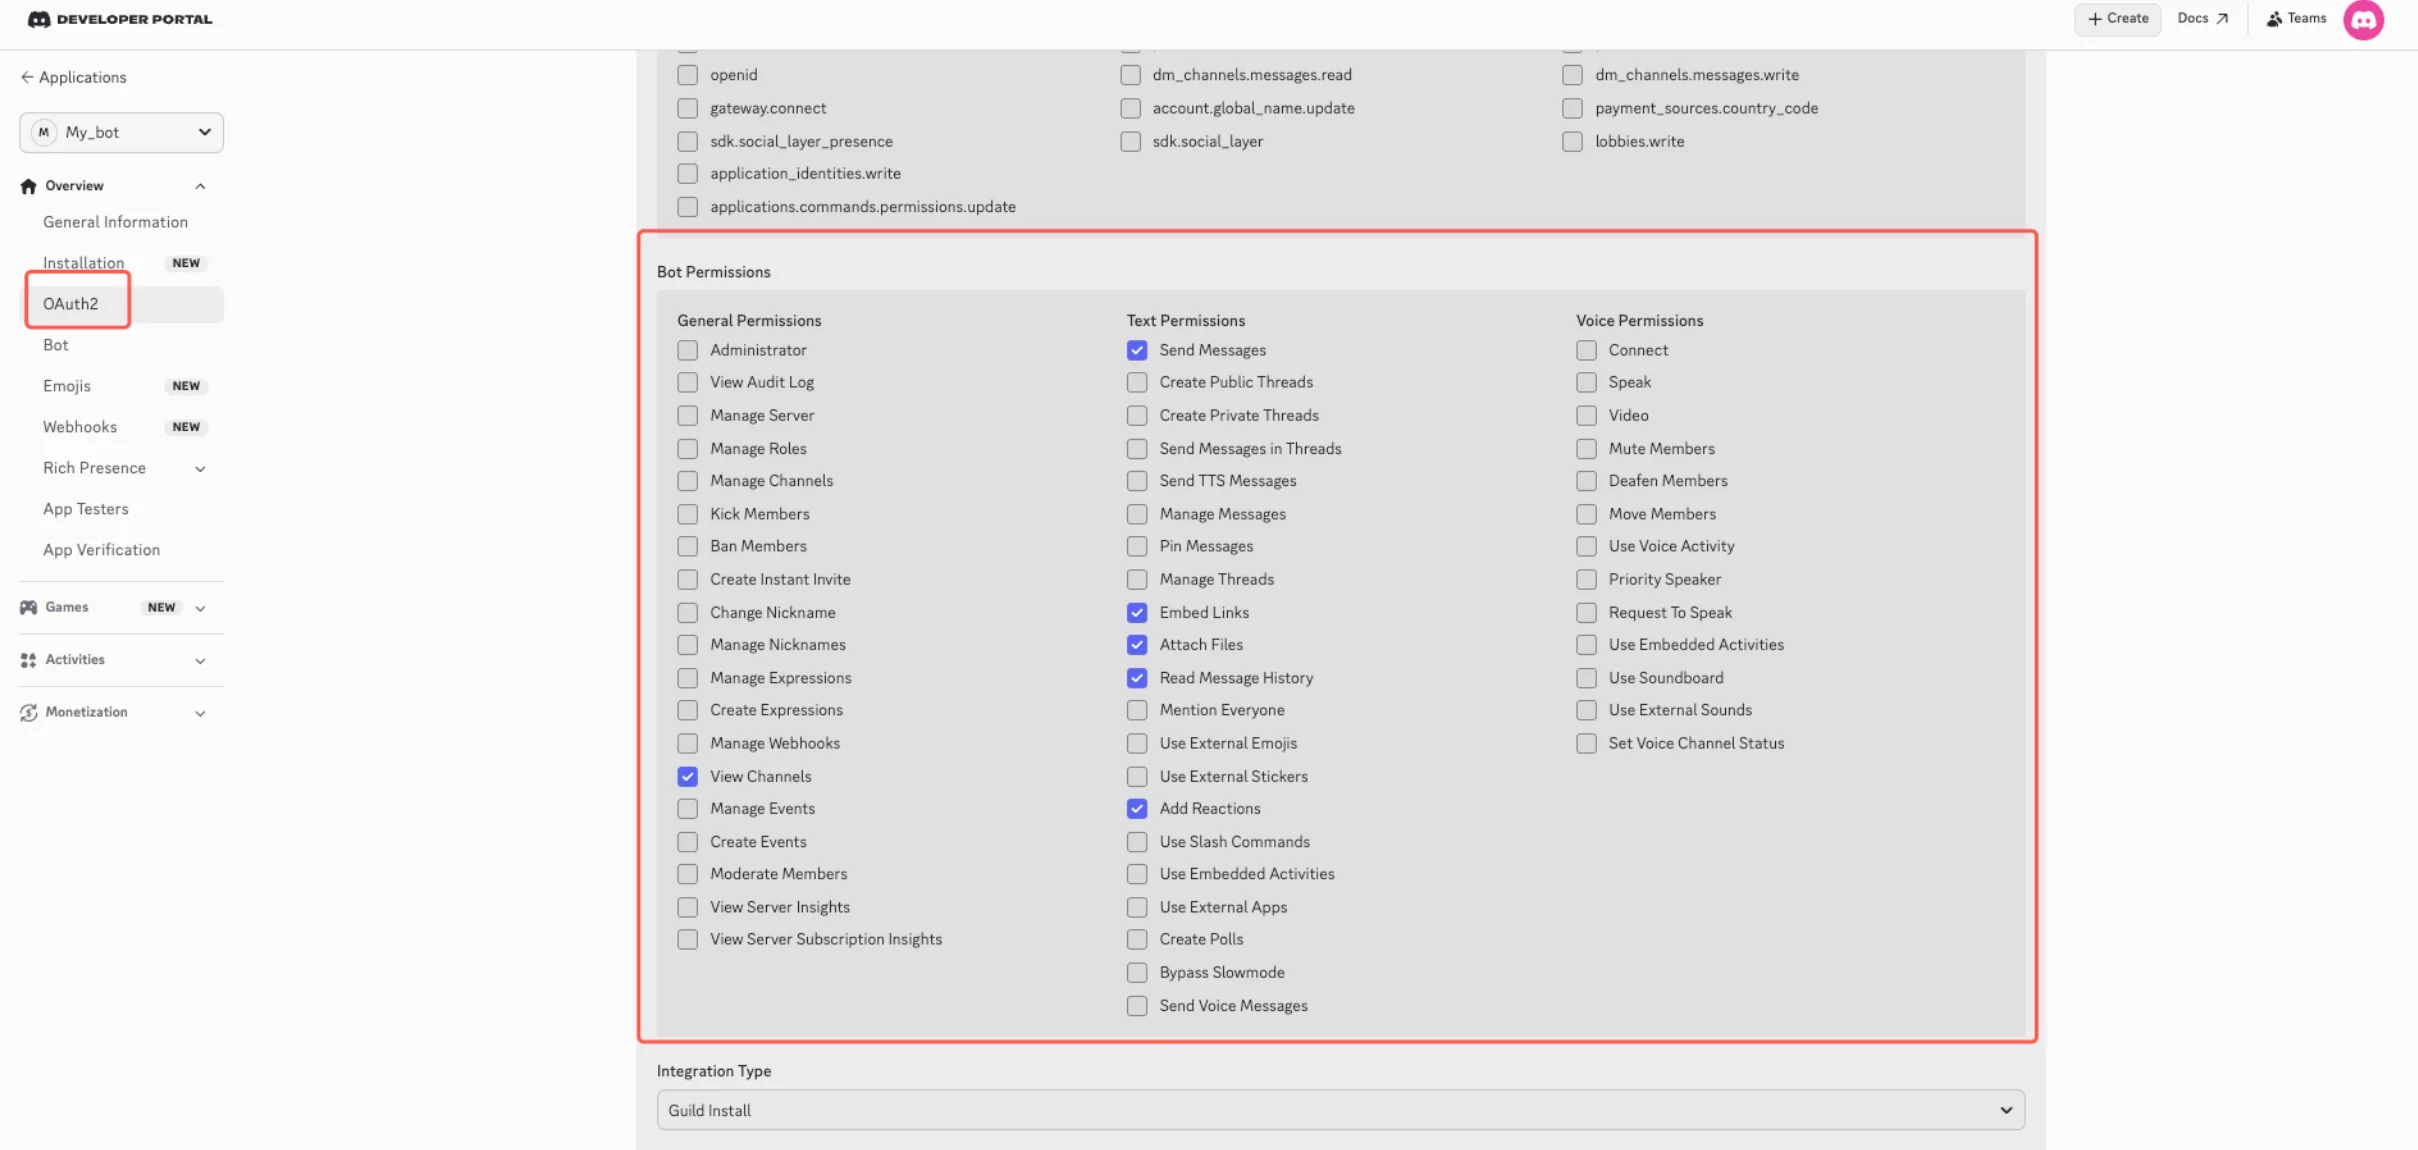 DEVELOPER PORTAL
Create
Docs
Teams
Applications
M My_bot
Overview
General Information
Installation NEW
OAuth2
Bot
Emojis NEW
Webhooks NEW
Rich Presence
App Testers
App Verification
Games NEW
Activities
Monetization
openid dm_channels.messages.read dm_channels.messages.write
gateway.connect account.global_name.update payment_sources.country_code
sdk.social_layer_presence sdk.social_layer lobbies.write
application_identities.write
applications.commands.permissions.update
Bot Permissions
General Permissions
Administrator
View Audit Log
Manage Server
Manage Roles
Manage Channels
Kick Members
Ban Members
Create Instant Invite
Change Nickname
Manage Nicknames
Manage Expressions
Create Expressions
Manage Webhooks
View Channels
Manage Events
Create Events
Moderate Members
View Server Insights
View Server Subscription Insights
Text Permissions
Send Messages
Create Public Threads
Create Private Threads
Send Messages in Threads
Send TTS Messages
Manage Messages
Pin Messages
Manage Threads
Embed Links
Attach Files
Read Message History
Mention Everyone
Use External Emojis
Use External Stickers
Add Reactions
Use Slash Commands
Use Embedded Activities
Use External Apps
Create Polls
Bypass Slowmode
Send Voice Messages
Voice Permissions
Connect
Speak
Video
Mute Members
Deafen Members
Move Members
Use Voice Activity
Priority Speaker
Request To Speak
Use Embedded Activities
Use Soundboard
Use External Sounds
Set Voice Channel Status
Integration Type
Guild Install